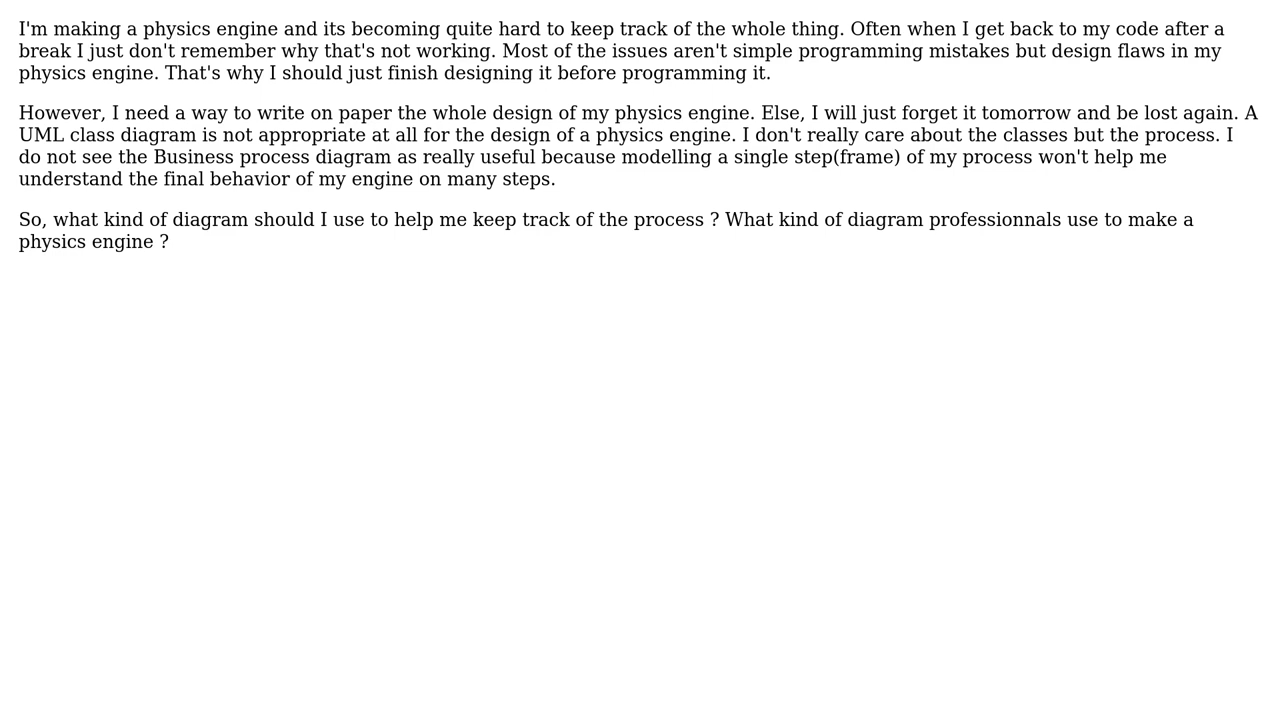 I'm making a physics engine and its becoming quite hard to keep track of the whole thing. Often when I get back to my code after a
break I just don't remember why that's not working. Most of the issues aren't simple programming mistakes but design flaws in my
physics engine. That's why I should just finish designing it before programming it.
However, I need a way to write on paper the whole design of my physics engine. Else, I will just forget it tomorrow and be lost again. A
UML class diagram is not appropriate at all for the design of a physics engine. I don't really care about the classes but the process. I
do not see the Business process diagram as really useful because modelling a single step(frame) of my process won't help me
understand the final behavior of my engine on many steps.
So, what kind of diagram should I use to help me keep track of the process ? What kind of diagram professionnals use to make a
physics engine ?